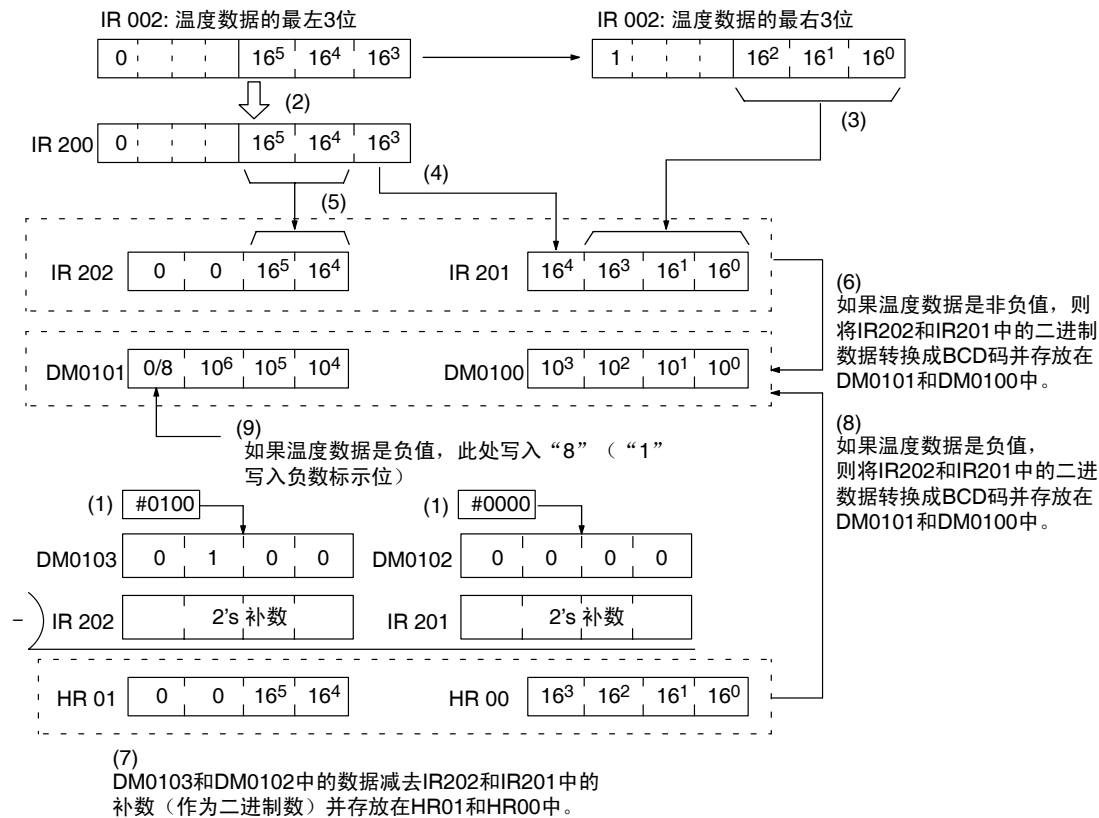 IR 002: 温度数据的最左3位
IR 002: 温度数据的最右3位
0 16⁵ 16⁴ 16³
1 16² 16¹ 16⁰
(2)
(3)
IR 200 0 16⁵ 16⁴ 16³
(4)
(5)
IR 202 0 0 16⁵ 16⁴
IR 201 16⁴ 16³ 16¹ 16⁰
(6)
如果温度数据是非负值，则
将IR202和IR201中的二进制
数据转换成BCD码并存放在
DM0101和DM0100中。
DM0101 0/8 10⁶ 10⁵ 10⁴
DM0100 10³ 10² 10¹ 10⁰
(9)
如果温度数据是负值，此处写入“8”（“1”
写入负数标示位）
(8)
如果温度数据是负值，
则将IR202和IR201中的二进
数据转换成BCD码并存放在
DM0101和DM0100中。
(1) #0100
(1) #0000
DM0103 0 1 0 0
DM0102 0 0 0 0
– ) IR 202 2's 补数
IR 201 2's 补数
HR 01 0 0 16⁵ 16⁴
HR 00 16³ 16² 16¹ 16⁰
(7)
DM0103和DM0102中的数据减去IR202和IR201中的
补数（作为二进制数）并存放在HR01和HR00中。